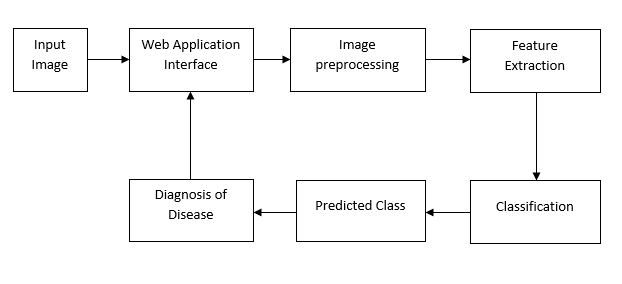 Input
Image
Web Application
Interface
Image
preprocessing
Feature
Extraction
Diagnosis of
Disease
Predicted Class
Classification